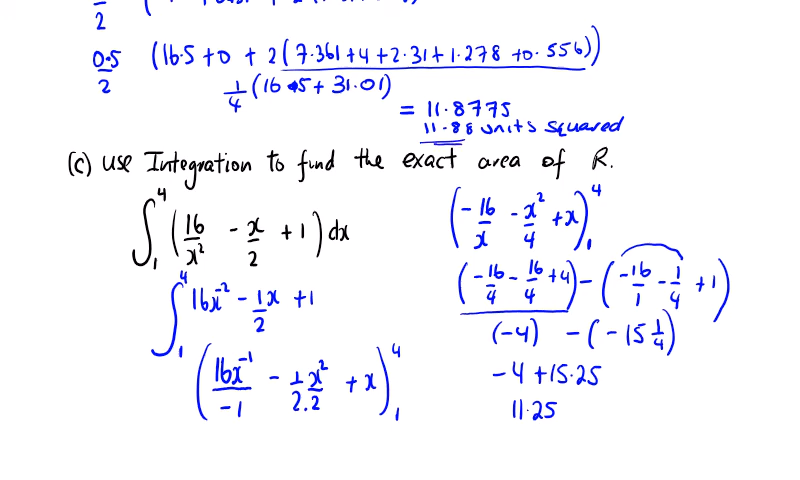 0.5/2 (16.5 + 0 + 2(7.361 + 4 + 2.31 + 1.278 + 0.556))
1/4 (16.5 + 31.01)
= 11.8775
11.88 units squared
(c) use Integration to find the exact area of R.
∫₁⁴ (16/x² - x/2 + 1) dx
∫₁⁴ 16x⁻² - 1/2 x + 1
(16x⁻¹/-1 - 1x²/2.2 + x)₁⁴
(-16/x - x²/4 + x)₁⁴
(-16/4 - 16/4 + 4) - (-16/1 - 1/4 + 1)
(-4) - (-15 1/4)
-4 + 15.25
11.25